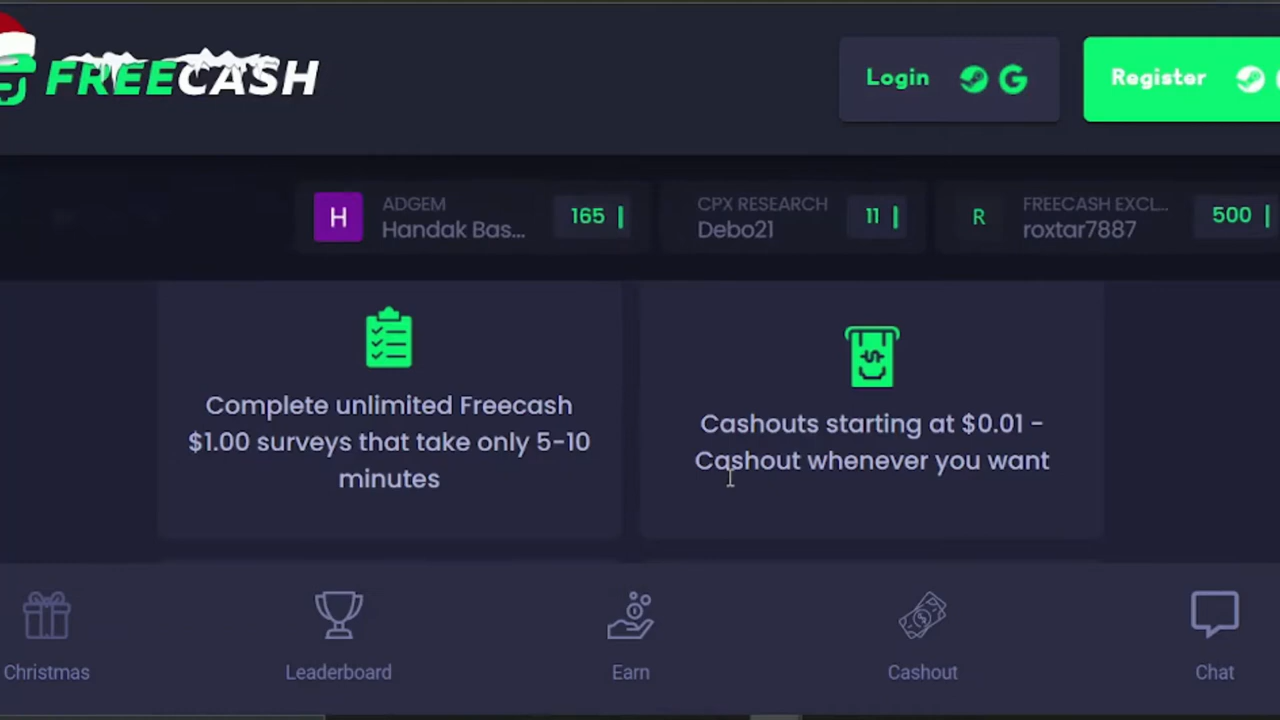 FREECASH
Login
Register
H
ADGEM
Handak Bas...
165
CPX RESEARCH
Debo21
11
R
FREECASH EXCL...
roxtar7887
500
Complete unlimited Freecash
$1.00 surveys that take only 5-10
minutes
Cashouts starting at $0.01 -
Cashout whenever you want
Christmas
Leaderboard
Earn
Cashout
Chat